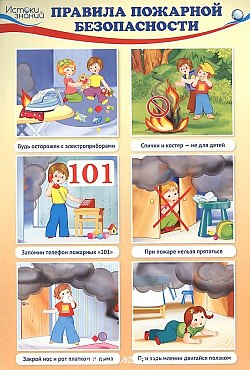 Истоки
знаний
ПРАВИЛА ПОЖАРНОЙ
БЕЗОПАСНОСТИ
Будь осторожен с электроприборами
Спички и костер – не для детей
101
Запомни телефон пожарных «101»
При пожаре нельзя прятаться
Закрой нос и рот платком дыма
При задымлении двигайся ползком